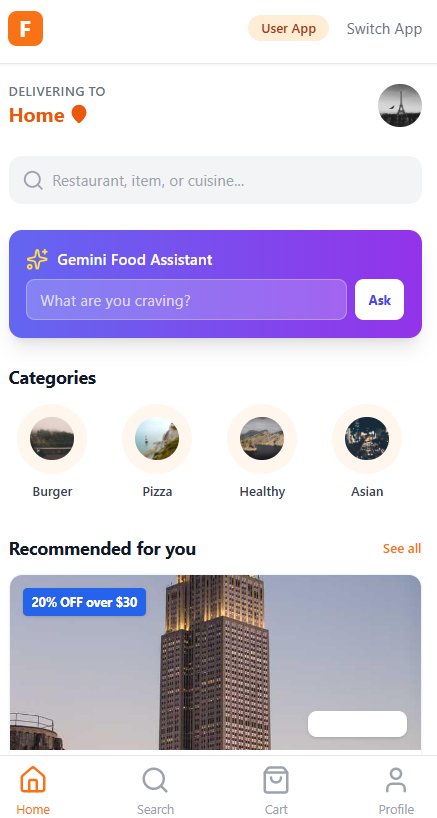 F
User App
Switch App
DELIVERING TO
Home
Restaurant, item, or cuisine...
Gemini Food Assistant
What are you craving?
Ask
Categories
Burger
Pizza
Healthy
Asian
Recommended for you
See all
20% OFF over $30
Home
Search
Cart
Profile